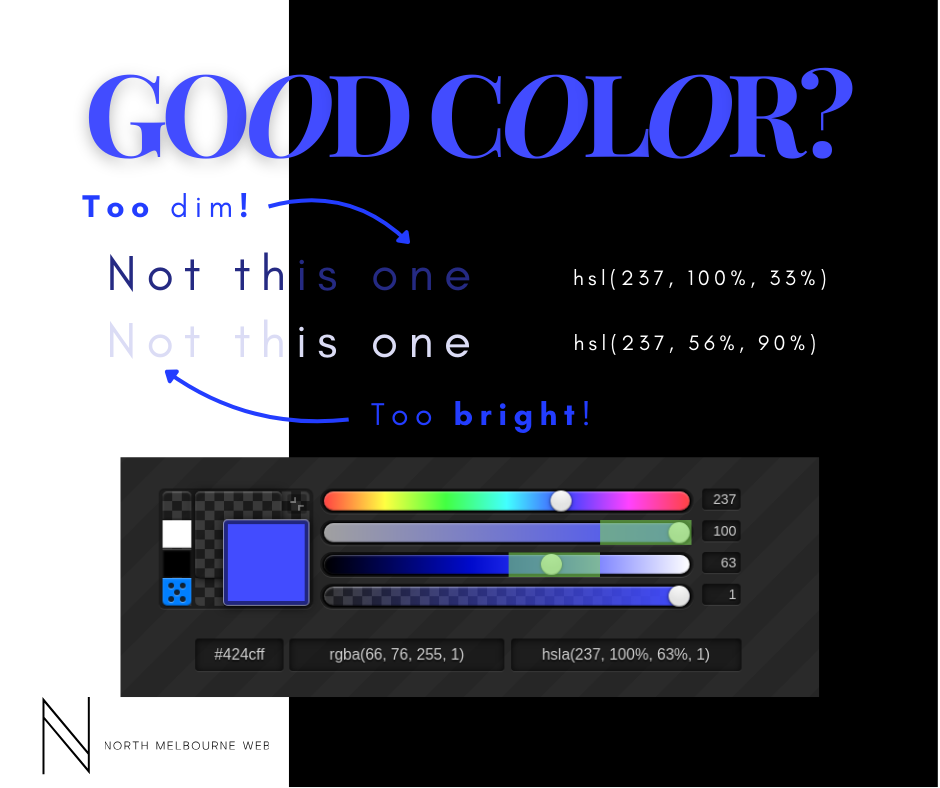 GOOD COLOR?
Too dim!
Not this one
hsl(237, 100%, 33%)
Not this one
hsl(237, 56%, 90%)
Too bright!
237
100
63
1
#424cff
rgba(66, 76, 255, 1)
hsla(237, 100%, 63%, 1)
N
NORTH MELBOURNE WEB